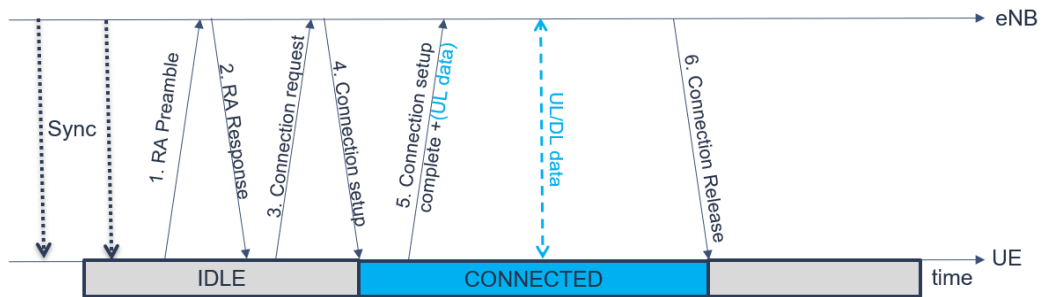 eNB
Sync
1. RA Preamble
2. RA Response
3. Connection request
4. Connection setup
5. Connection setup
complete +(UL data)
UL/DL data
6. Connection Release
UE
IDLE
CONNECTED
time